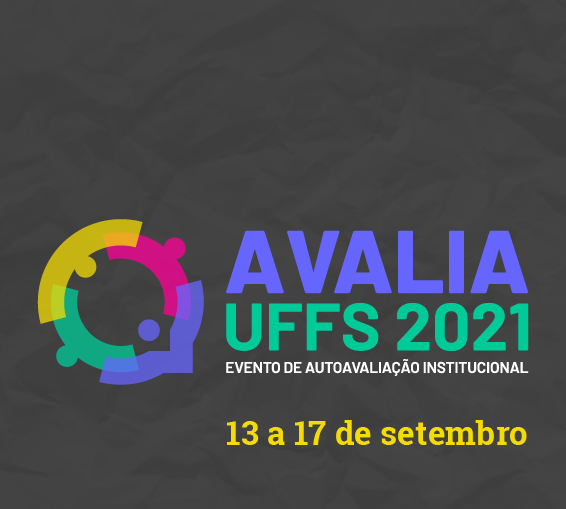 AVALIA
UFFS 2021
EVENTO DE AUTOAVALIAÇÃO INSTITUCIONAL
13 a 17 de setembro